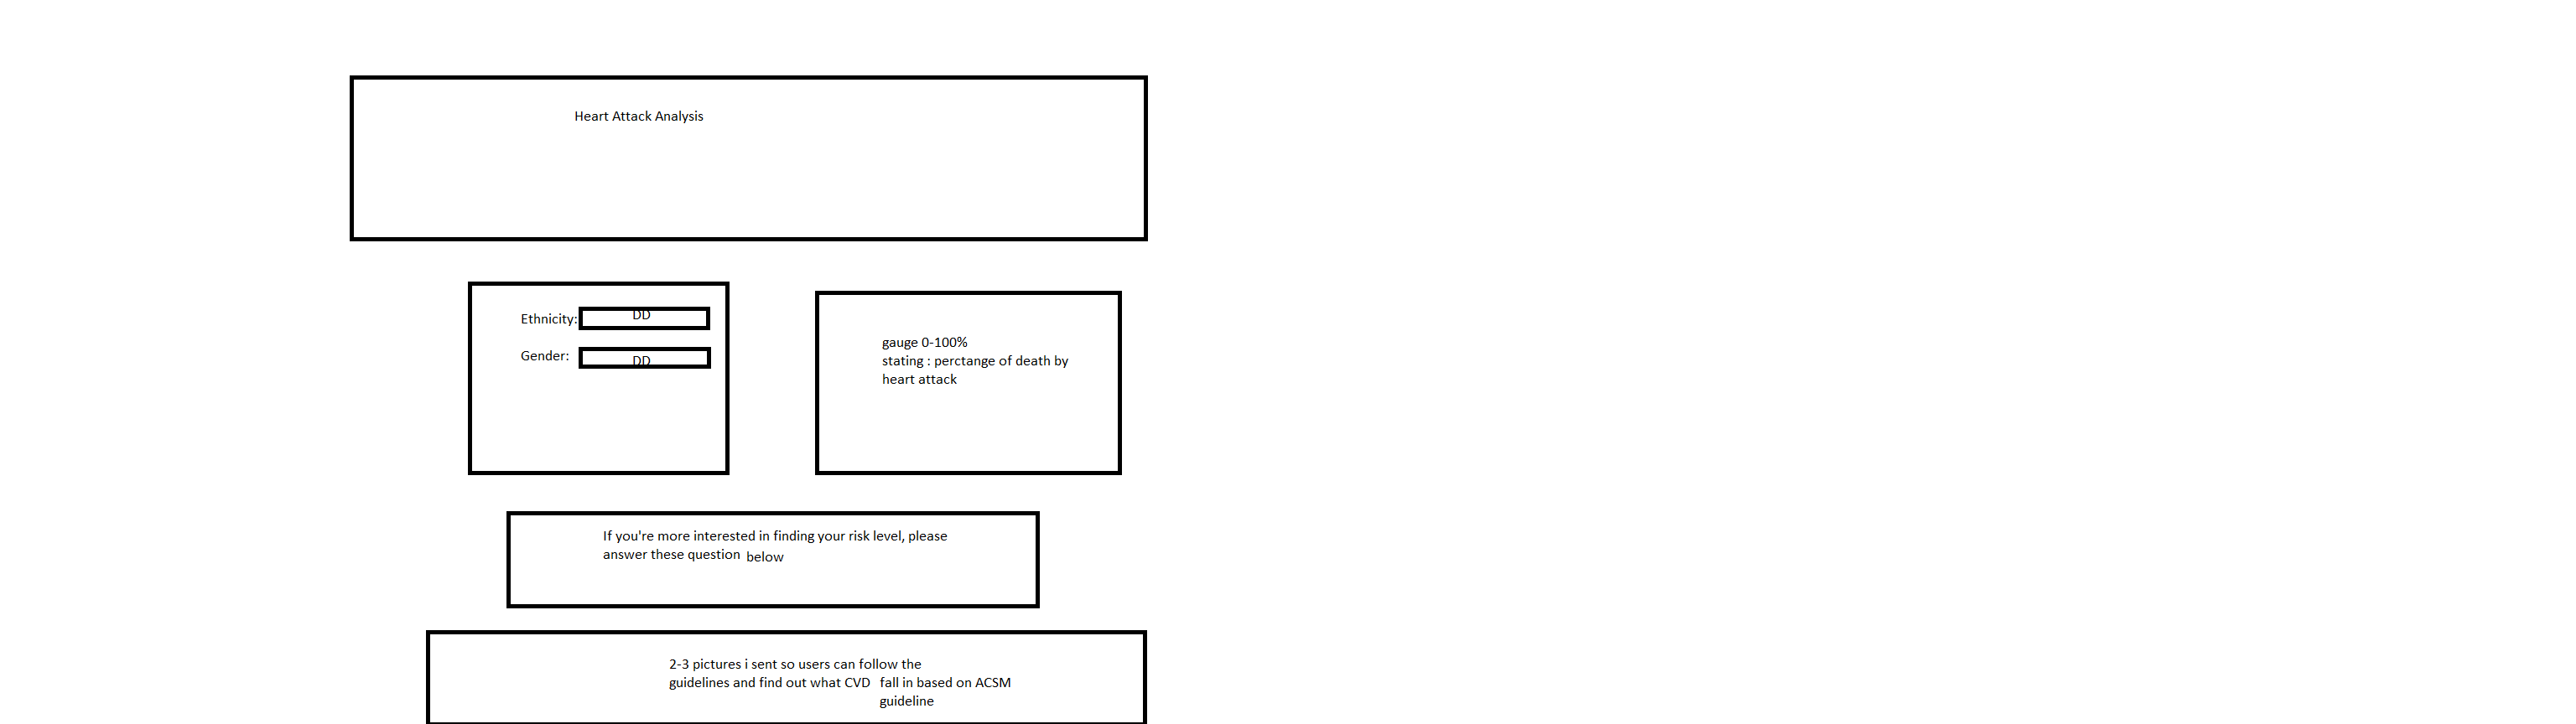 Heart Attack Analysis
Ethnicity: DD
Gender: DD
gauge 0-100%
stating : perctange of death by
heart attack
If you're more interested in finding your risk level, please
answer these question below
2-3 pictures i sent so users can follow the
guidelines and find out what CVD fall in based on ACSM
guideline